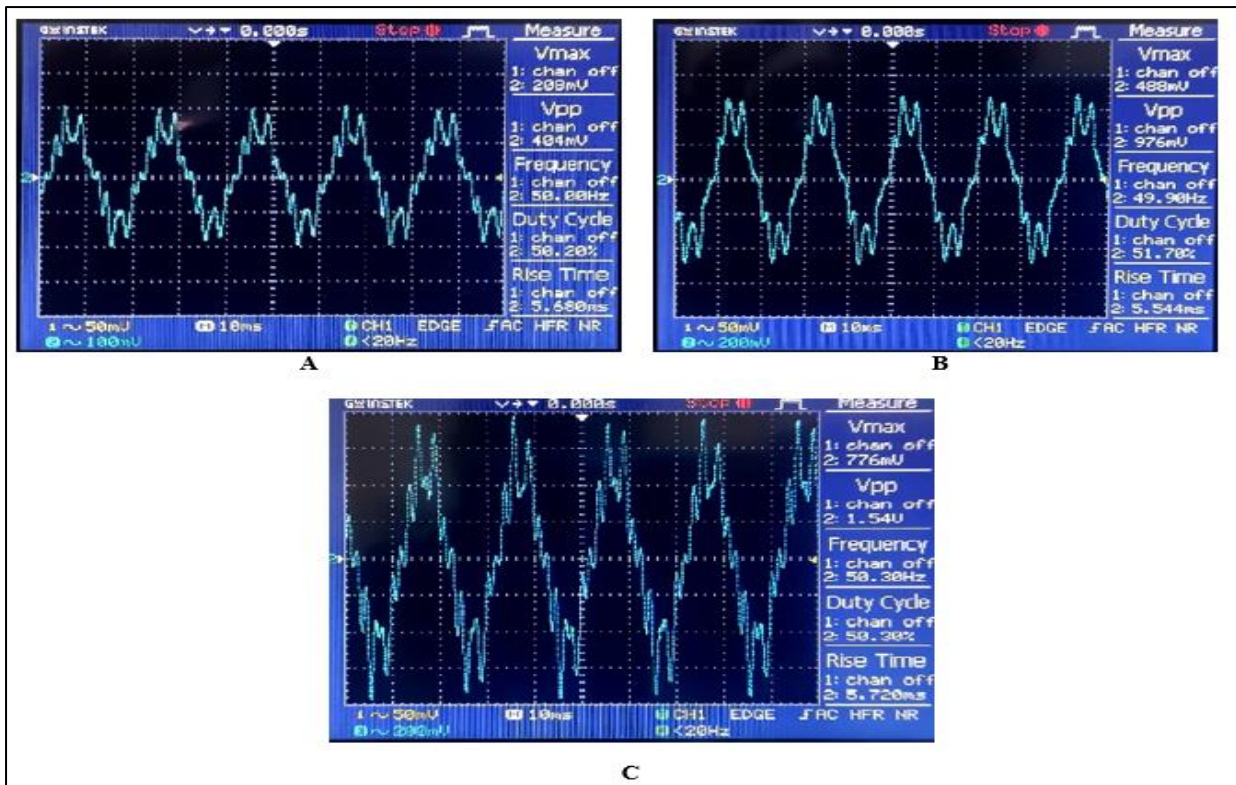 GWINSTEK 0.000s Stop Measure
Vmax
1: chan off
2: 208mV
Vpp
1: chan off
2: 404mV
Frequency
1: chan off
2: 50.00Hz
Duty Cycle
1: chan off
2: 50.20%
Rise Time
1: chan off
2: 5.680ms
2
1 ~ 50mV M 10ms CH1 EDGE AC HFR NR
2 ~ 100mV <20Hz
A
GWINSTEK 0.000s Stop Measure
Vmax
1: chan off
2: 488mV
Vpp
1: chan off
2: 976mV
Frequency
1: chan off
2: 49.90Hz
Duty Cycle
1: chan off
2: 51.70%
Rise Time
1: chan off
2: 5.544ms
2
1 ~ 50mV M 10ms CH1 EDGE AC HFR NR
2 ~ 200mV <20Hz
B
GWINSTEK 0.000s Stop Measure
Vmax
1: chan off
2: 776mV
Vpp
1: chan off
2: 1.54V
Frequency
1: chan off
2: 50.30Hz
Duty Cycle
1: chan off
2: 50.30%
Rise Time
1: chan off
2: 5.720ms
2
1 ~ 50mV M 10ms CH1 EDGE AC HFR NR
2 ~ 200mV <20Hz
C